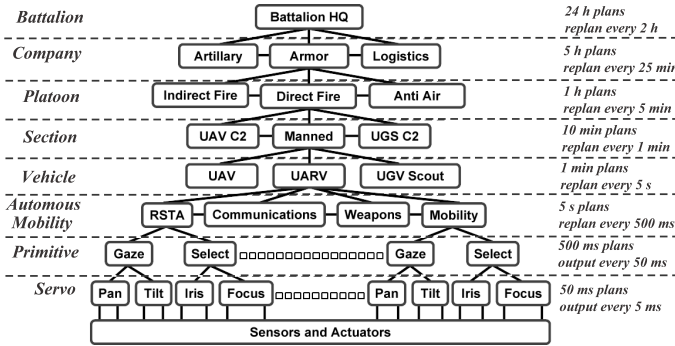 Battalion
Battalion HQ
24 h plans
replan every 2 h
Company
Artillary
Armor
Logistics
5 h plans
replan every 25 min
Platoon
Indirect Fire
Direct Fire
Anti Air
1 h plans
replan every 5 min
Section
UAV C2
Manned
UGS C2
10 min plans
replan every 1 min
Vehicle
UAV
UARV
UGV Scout
1 min plans
replan every 5 s
Automous
Mobility
RSTA
Communications
Weapons
Mobility
5 s plans
replan every 500 ms
Primitive
Gaze
Select
Gaze
Select
500 ms plans
output every 50 ms
Servo
Pan
Tilt
Iris
Focus
Pan
Tilt
Iris
Focus
50 ms plans
output every 5 ms
Sensors and Actuators